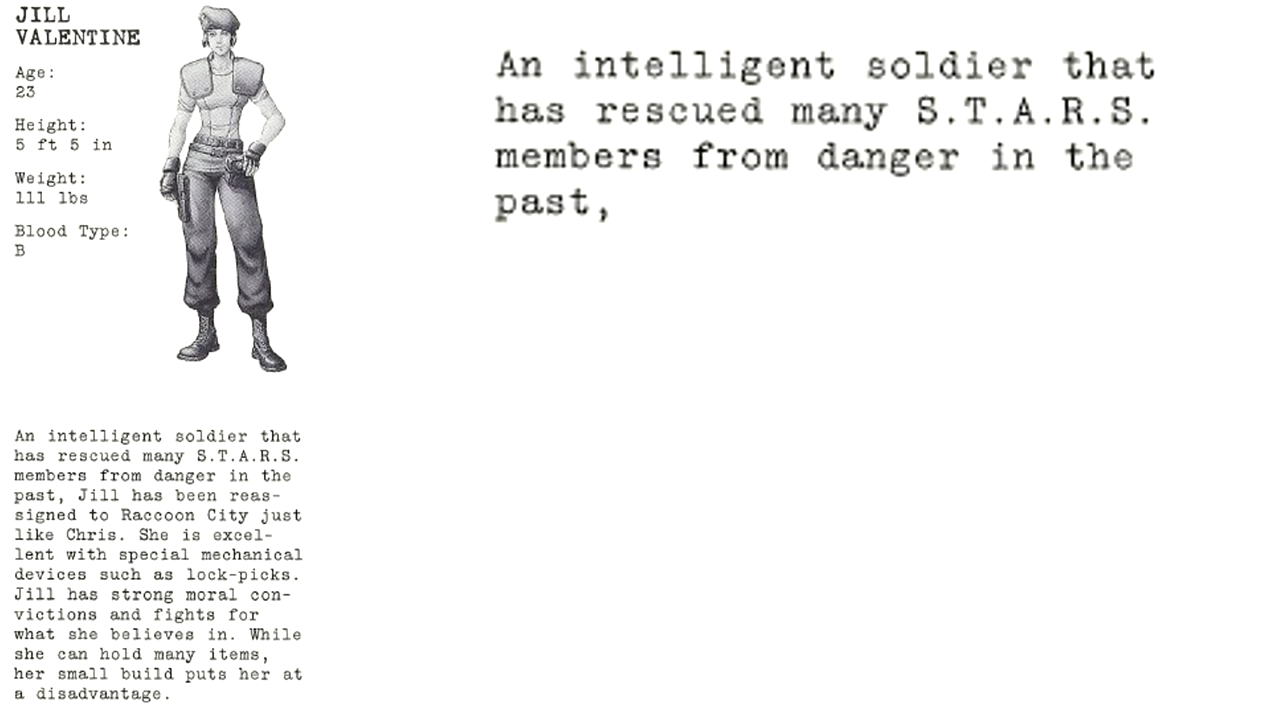 JILL
VALENTINE
Age:
23
Height:
5 ft 5 in
Weight:
111 lbs
Blood Type:
B
An intelligent soldier that
has rescued many S.T.A.R.S.
members from danger in the
past, Jill has been reas-
signed to Raccoon City just
like Chris. She is excel-
lent with special mechanical
devices such as lock-picks.
Jill has strong moral con-
victions and fights for
what she believes in. While
she can hold many items,
her small build puts her at
a disadvantage.
An intelligent soldier that
has rescued many S.T.A.R.S.
members from danger in the
past,